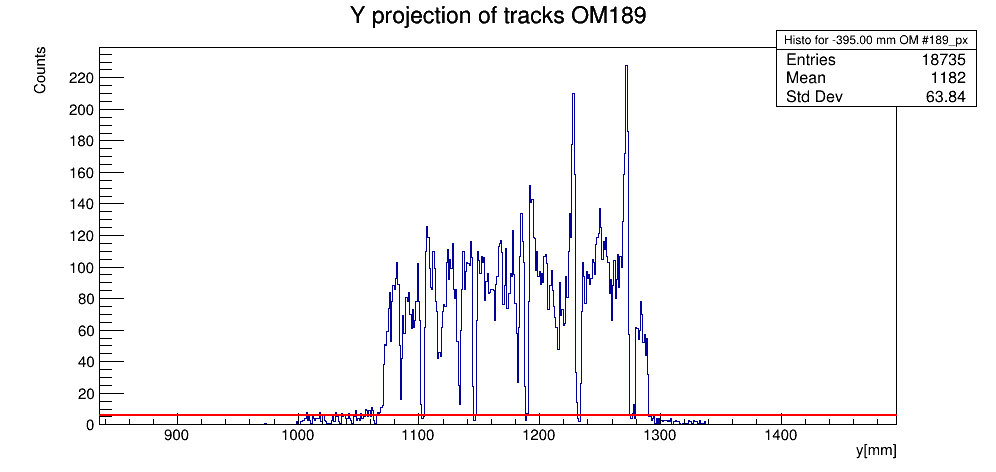 Y projection of tracks OM189
Histo for -395.00 mm OM #189_px
Entries 18735
Mean 1182
Std Dev 63.84
Counts
220
200
180
160
140
120
100
80
60
40
20
0
900 1000 1100 1200 1300 1400
y[mm]